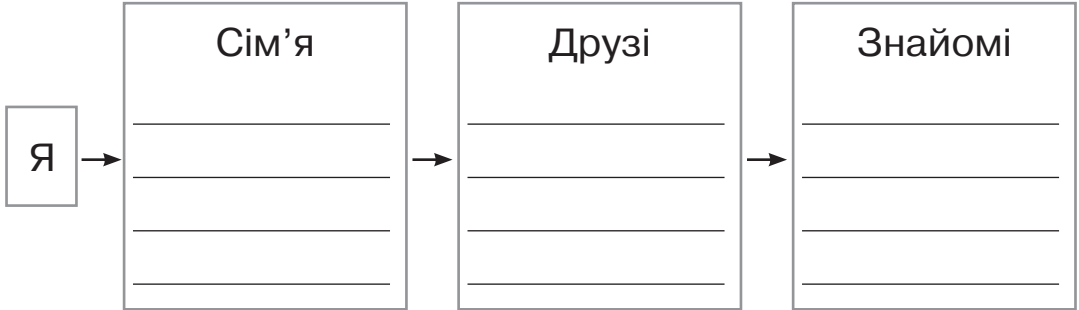 Сім’я
Друзі
Знайомі
Я